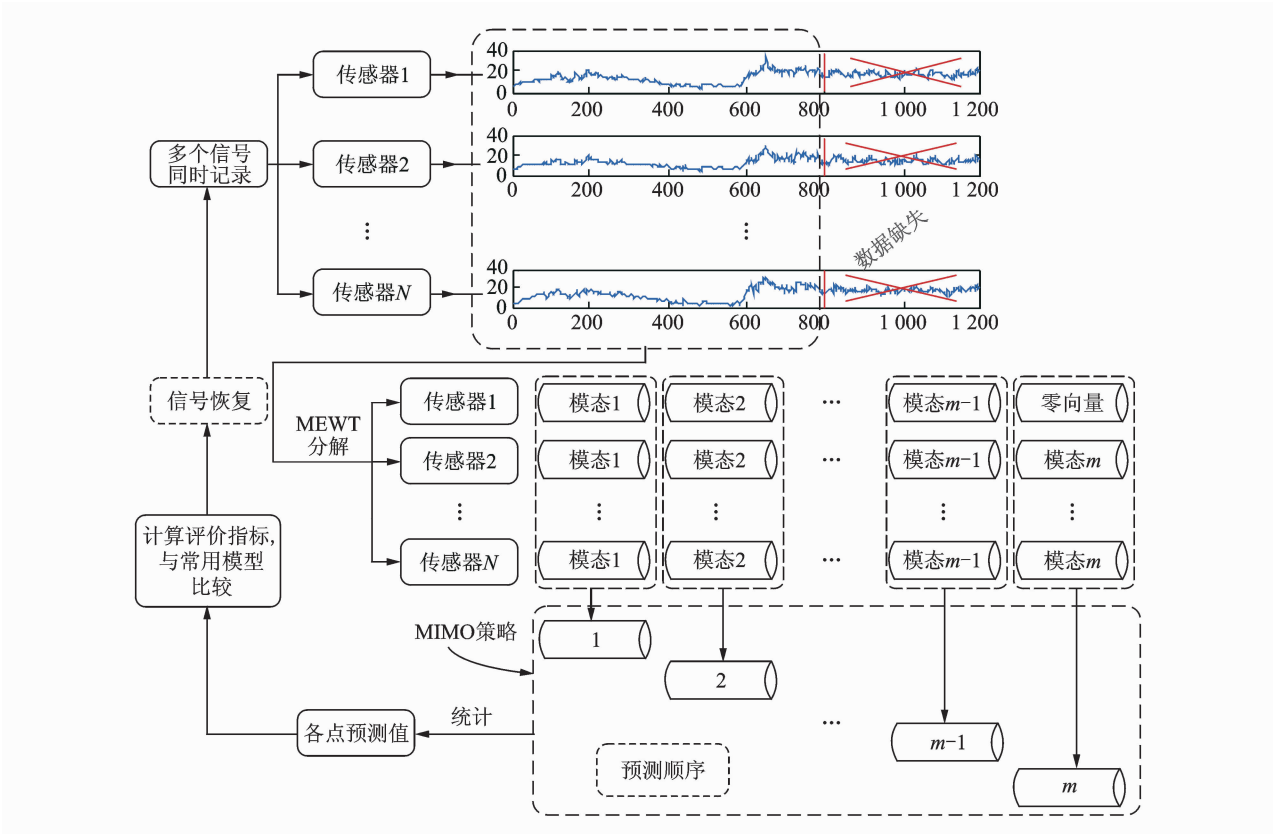 传感器1
40
20
0
0
200
400
600
800
1 000
1 200
多个信号
同时记录
传感器2
40
20
0
0
200
400
600
800
1 000
1 200
⋮
⋮
数据缺失
传感器N
40
20
0
0
200
400
600
800
1 000
1 200
信号恢复
MEWT
分解
传感器1
模态1
模态2
…
模态m-1
零向量
传感器2
模态1
模态2
…
模态m-1
模态m
⋮
⋮
⋮
⋮
⋮
传感器N
模态1
模态2
…
模态m-1
模态m
计算评价指标,
与常用模型
比较
MIMO策略
1
2
…
m-1
m
统计
各点预测值
预测顺序